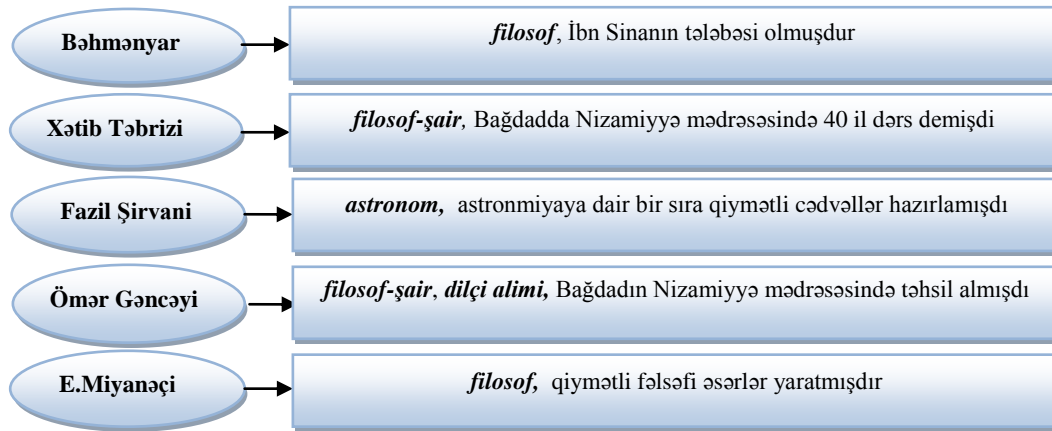 Bəhmənyar
filosof, İbn Sinanın tələbəsi olmuşdur
Xətib Təbrizi
filosof-şair, Bağdadda Nizamiyyə mədrəsəsində 40 il dərs demişdi
Fazil Şirvani
astronom, astronmiyaya dair bir sıra qiymətli cədvəllər hazırlamışdı
Ömər Gəncəyi
filosof-şair, dilçi alimi, Bağdadın Nizamiyyə mədrəsəsində təhsil almışdı
E.Miyanəçi
filosof, qiymətli fəlsəfi əsərlər yaratmışdır